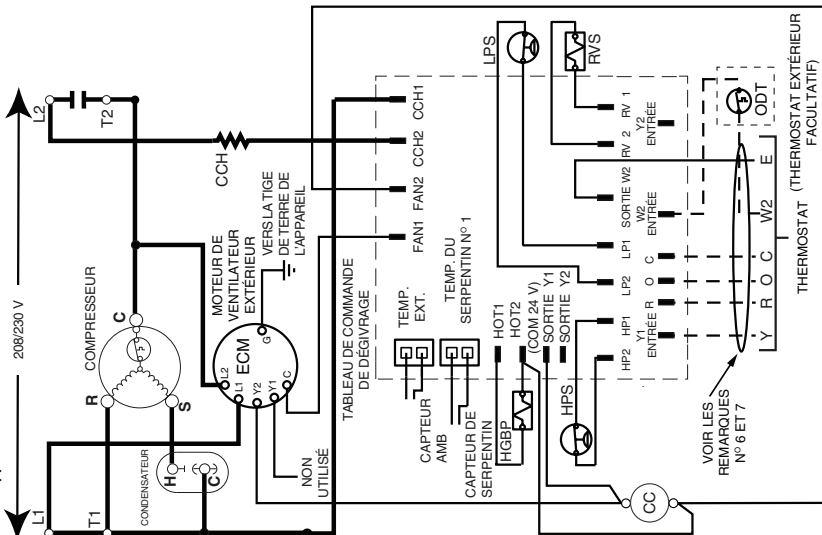 208/230 V
L1
L2
T1
T2
COMPRESSEUR
R
C
S
CONDENSATEUR
H
C
CCH
MOTEUR DE
VENTILATEUR
EXTÉRIEUR
ECM
L2
L1
Y2
Y1
C
G
VERS LA TIGE
DE TERRE DE
L'APPAREIL
NON
UTILISÉ
TABLEAU DE COMMANDE
DE DÉGIVRAGE
FAN1
FAN2
CCH2
CCH1
TEMP.
EXT.
TEMP. DU
SERPENTIN N° 1
CAPTEUR
AMB
CAPTEUR DE
SERPENTIN
HGBP
HOT1
HOT2
(COM 24 V)
SORTIE Y1
SORTIE Y2
HPS
LPS
RVS
HP2
HP1
LP2
LP1
SORTIE W2
RV 2
RV 1
Y1
ENTRÉE
R
O
C
W2
ENTRÉE
Y2
ENTRÉE
CC
VOIR LES
REMARQUES
N° 6 ET 7
ODT
(THERMOSTAT EXTÉRIEUR
FACULTATIF)
Y
R
O
C
W2
E
THERMOSTAT